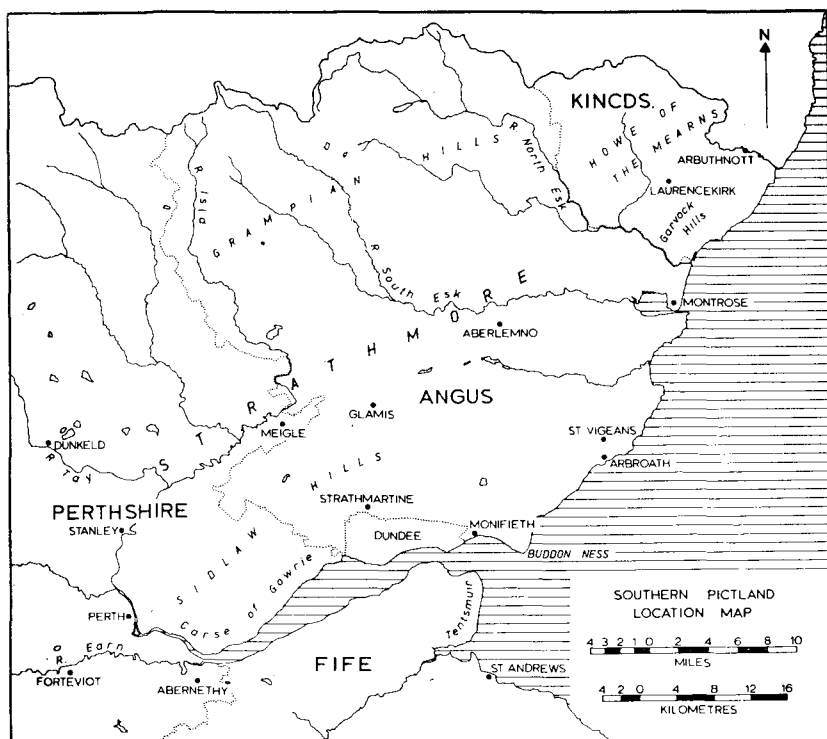 N
KINCDS.
HOWE OF
THE MEARNS
ARBUTHNOTT
LAURENCEKIRK
Garvock
Hills
R North Esk
GRAMPIAN HILLS
R Isla
R South Esk
MONTROSE
STRATHMORE
ABERLEMNO
ANGUS
GLAMIS
MEIGLE
ST VIGEANS
ARBROATH
DUNKELD
R Tay
SIDLAW HILLS
STRATHMARTINE
PERTHSHIRE
STANLEY
DUNDEE
MONIFIETH
BUDDON NESS
Carse of Gowrie
PERTH
Tentsmuir
R. Earn
FIFE
FORTEVIOT
ABERNETHY
ST ANDREWS
SOUTHERN PICTLAND
LOCATION MAP
4 3 2 1 0 2 4 6 8 10
MILES
4 2 0 4 8 12 16
KILOMETRES